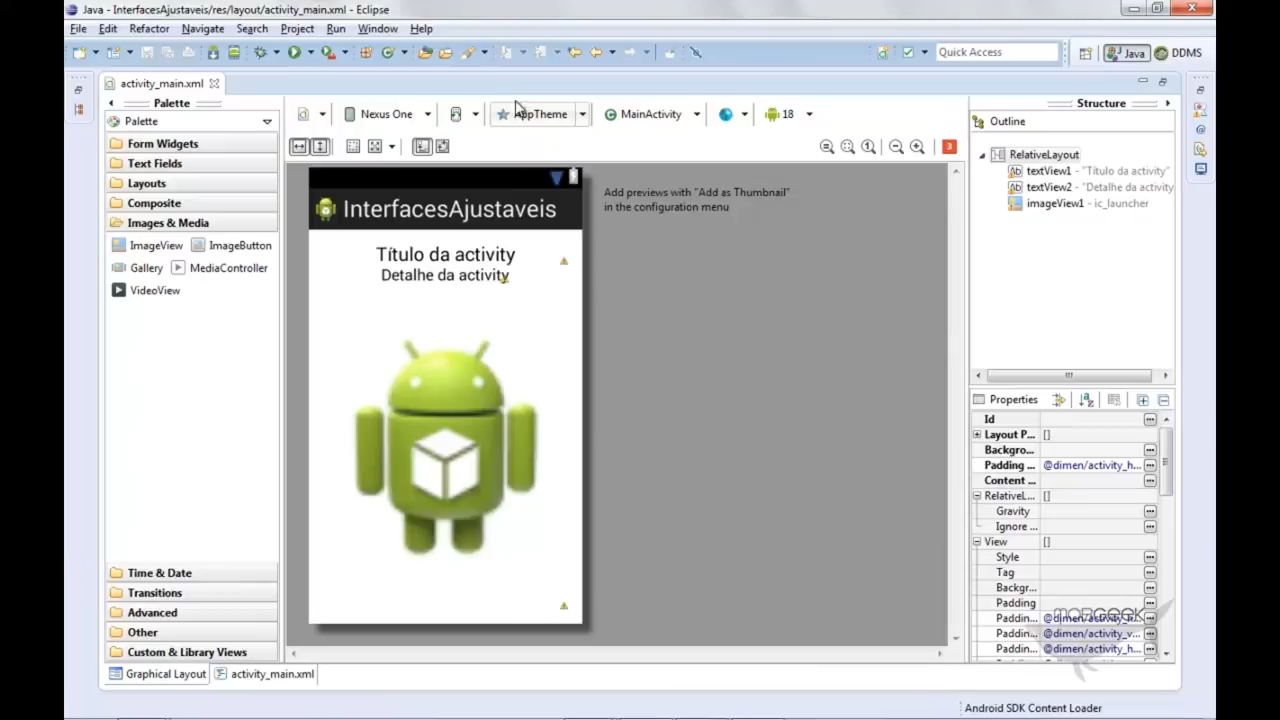 Java - InterfacesAjustaveis/res/layout/activity_main.xml - Eclipse
File Edit Refactor Navigate Search Project Run Window Help
Quick Access Java DDMS
activity_main.xml
Palette
Palette
Form Widgets
Text Fields
Layouts
Composite
Images & Media
ImageView ImageButton
Gallery MediaController
VideoView
Time & Date
Transitions
Advanced
Other
Custom & Library Views
Nexus One AppTheme MainActivity 18
3
Add previews with "Add as Thumbnail"
in the configuration menu
InterfacesAjustaveis
Título da activity
Detalhe da activity
Structure
Outline
RelativeLayout
textView1 - "Título da activity")
textView2 - "Detalhe da activity
imageView1 - ic_launcher
Properties
Id
Layout P... []
Backgro...
Padding ... @dimen/activity_h...
Content ...
RelativeL... []
Gravity
Ignore ...
View []
Style
Tag
Backgr...
Padding
Paddin... @dimen/activity_h...
Paddin... @dimen/activity_v...
Paddin... @dimen/activity_h...
MOBGEEK
Graphical Layout activity_main.xml
Android SDK Content Loader